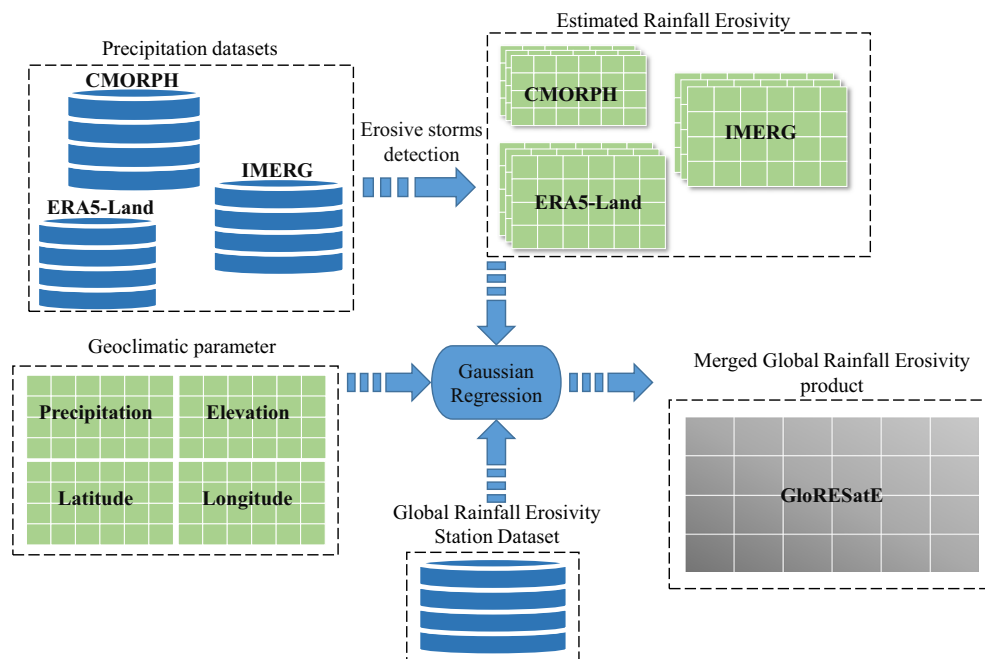 Precipitation datasets
CMORPH
IMERG
ERA5-Land
Erosive storms
detection
Estimated Rainfall Erosivity
CMORPH
IMERG
ERA5-Land
Geoclimatic parameter
Precipitation
Elevation
Latitude
Longitude
Gaussian
Regression
Global Rainfall Erosivity
Station Dataset
Merged Global Rainfall Erosivity
product
GloRESatE